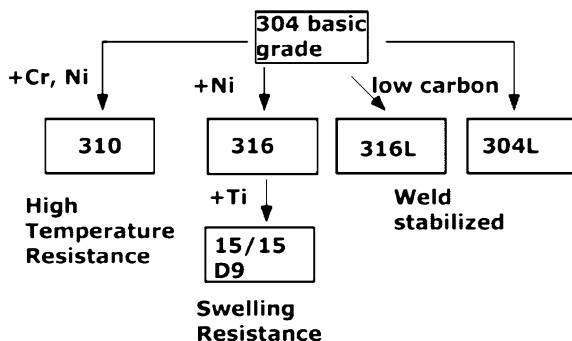 304 basic
grade
+Cr, Ni
+Ni
low carbon
310
316
316L
304L
+Ti
High
Temperature
Resistance
Weld
stabilized
15/15
D9
Swelling
Resistance